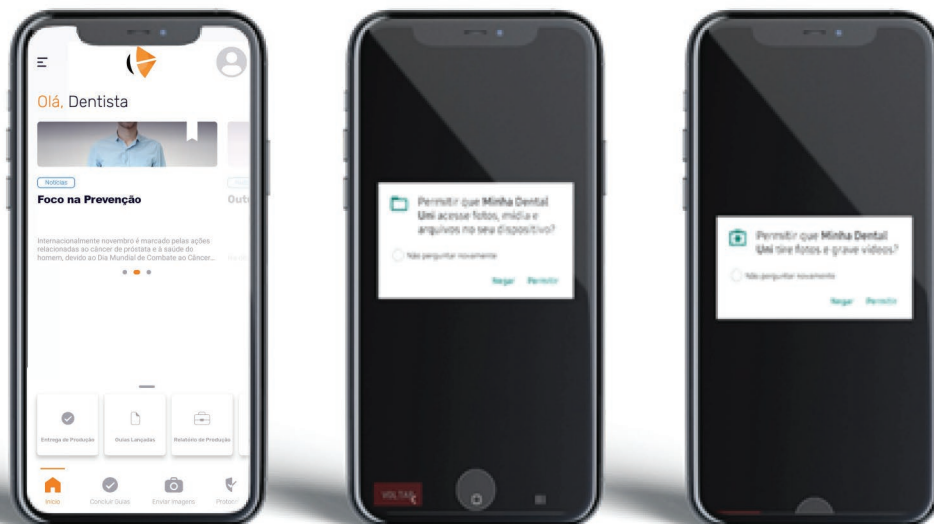 Olá, Dentista
Notícias
Foco na Prevenção
Outu
Internacionalmente novembro é marcado pelas ações
relacionadas ao câncer de próstata e à saúde do
homem, devido ao Dia Mundial de Combate ao Câncer...
Entrega de Produção
Guias Lançadas
Relatório de Produção
Início
Concluir Guias
Enviar Imagens
Protocol
Permitir que Minha Dental
Uni acesse fotos, mídia e
arquivos no seu dispositivo?
Não perguntar novamente
Negar Permitir
VOLTAR
Permitir que Minha Dental
Uni tire fotos e grave vídeos?
Não perguntar novamente
Negar Permitir